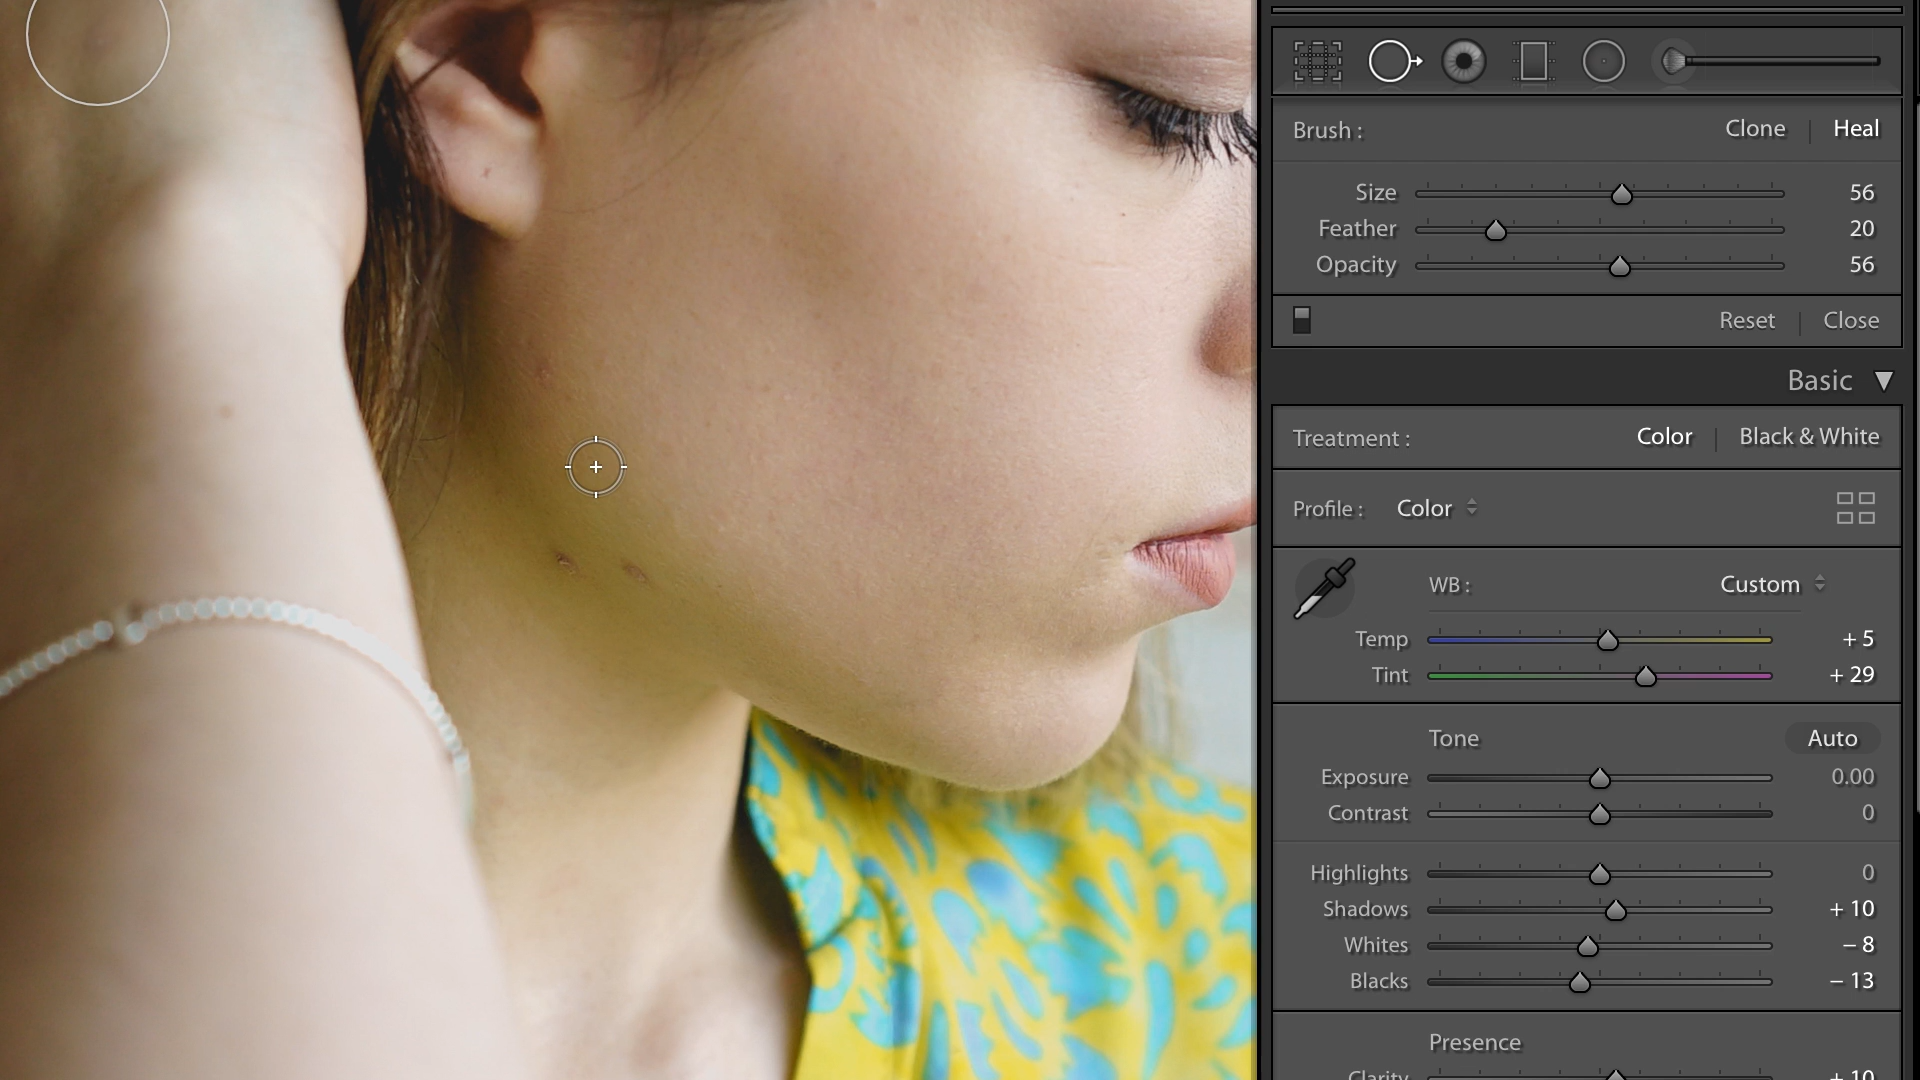 Brush : Clone | Heal
Size 56
Feather 20
Opacity 56
Reset | Close
Basic
Treatment : Color | Black & White
Profile : Color
WB : Custom
Temp + 5
Tint + 29
Tone Auto
Exposure 0.00
Contrast 0
Highlights 0
Shadows + 10
Whites – 8
Blacks – 13
Presence
Clarity + 10